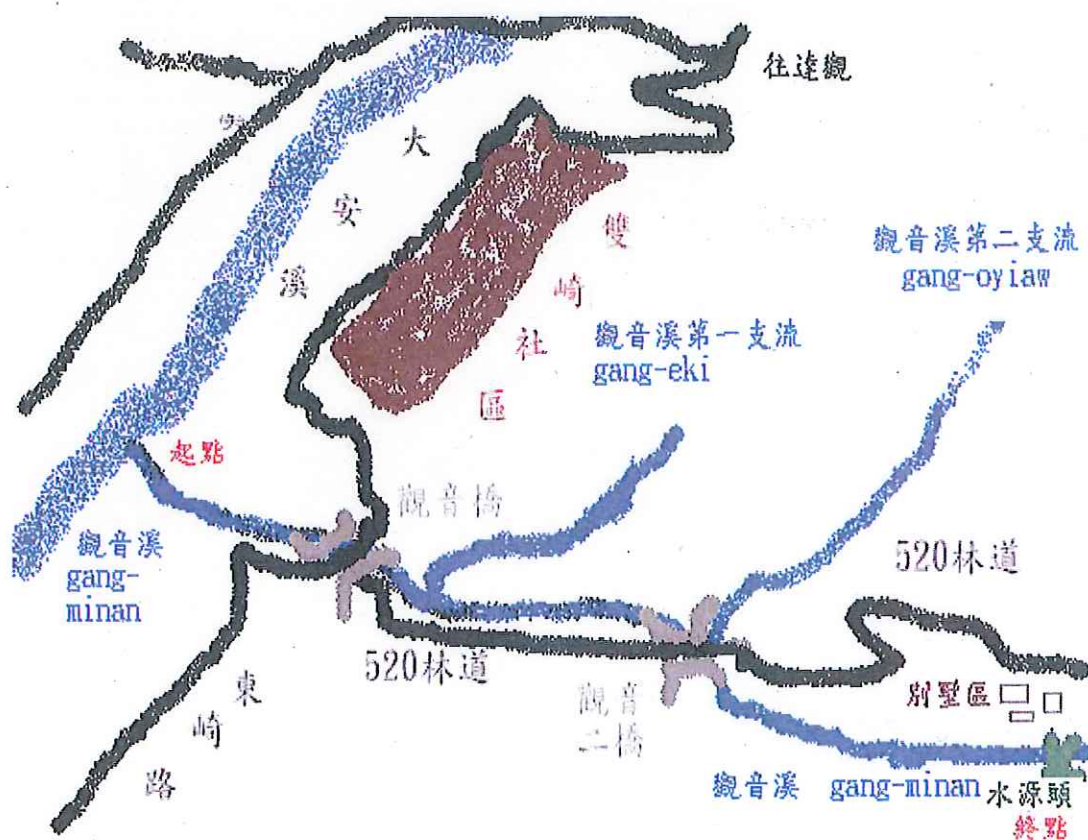 往達觀
大安溪
雙崎社區
觀音溪第二支流
gang-oyiaw
觀音溪第一支流
gang-eki
起點
觀音橋
觀音溪
gang-
minan
520林道
520林道
東崎路
觀音
二橋
別墅區
觀音溪 gang-minan
水源頭
終點